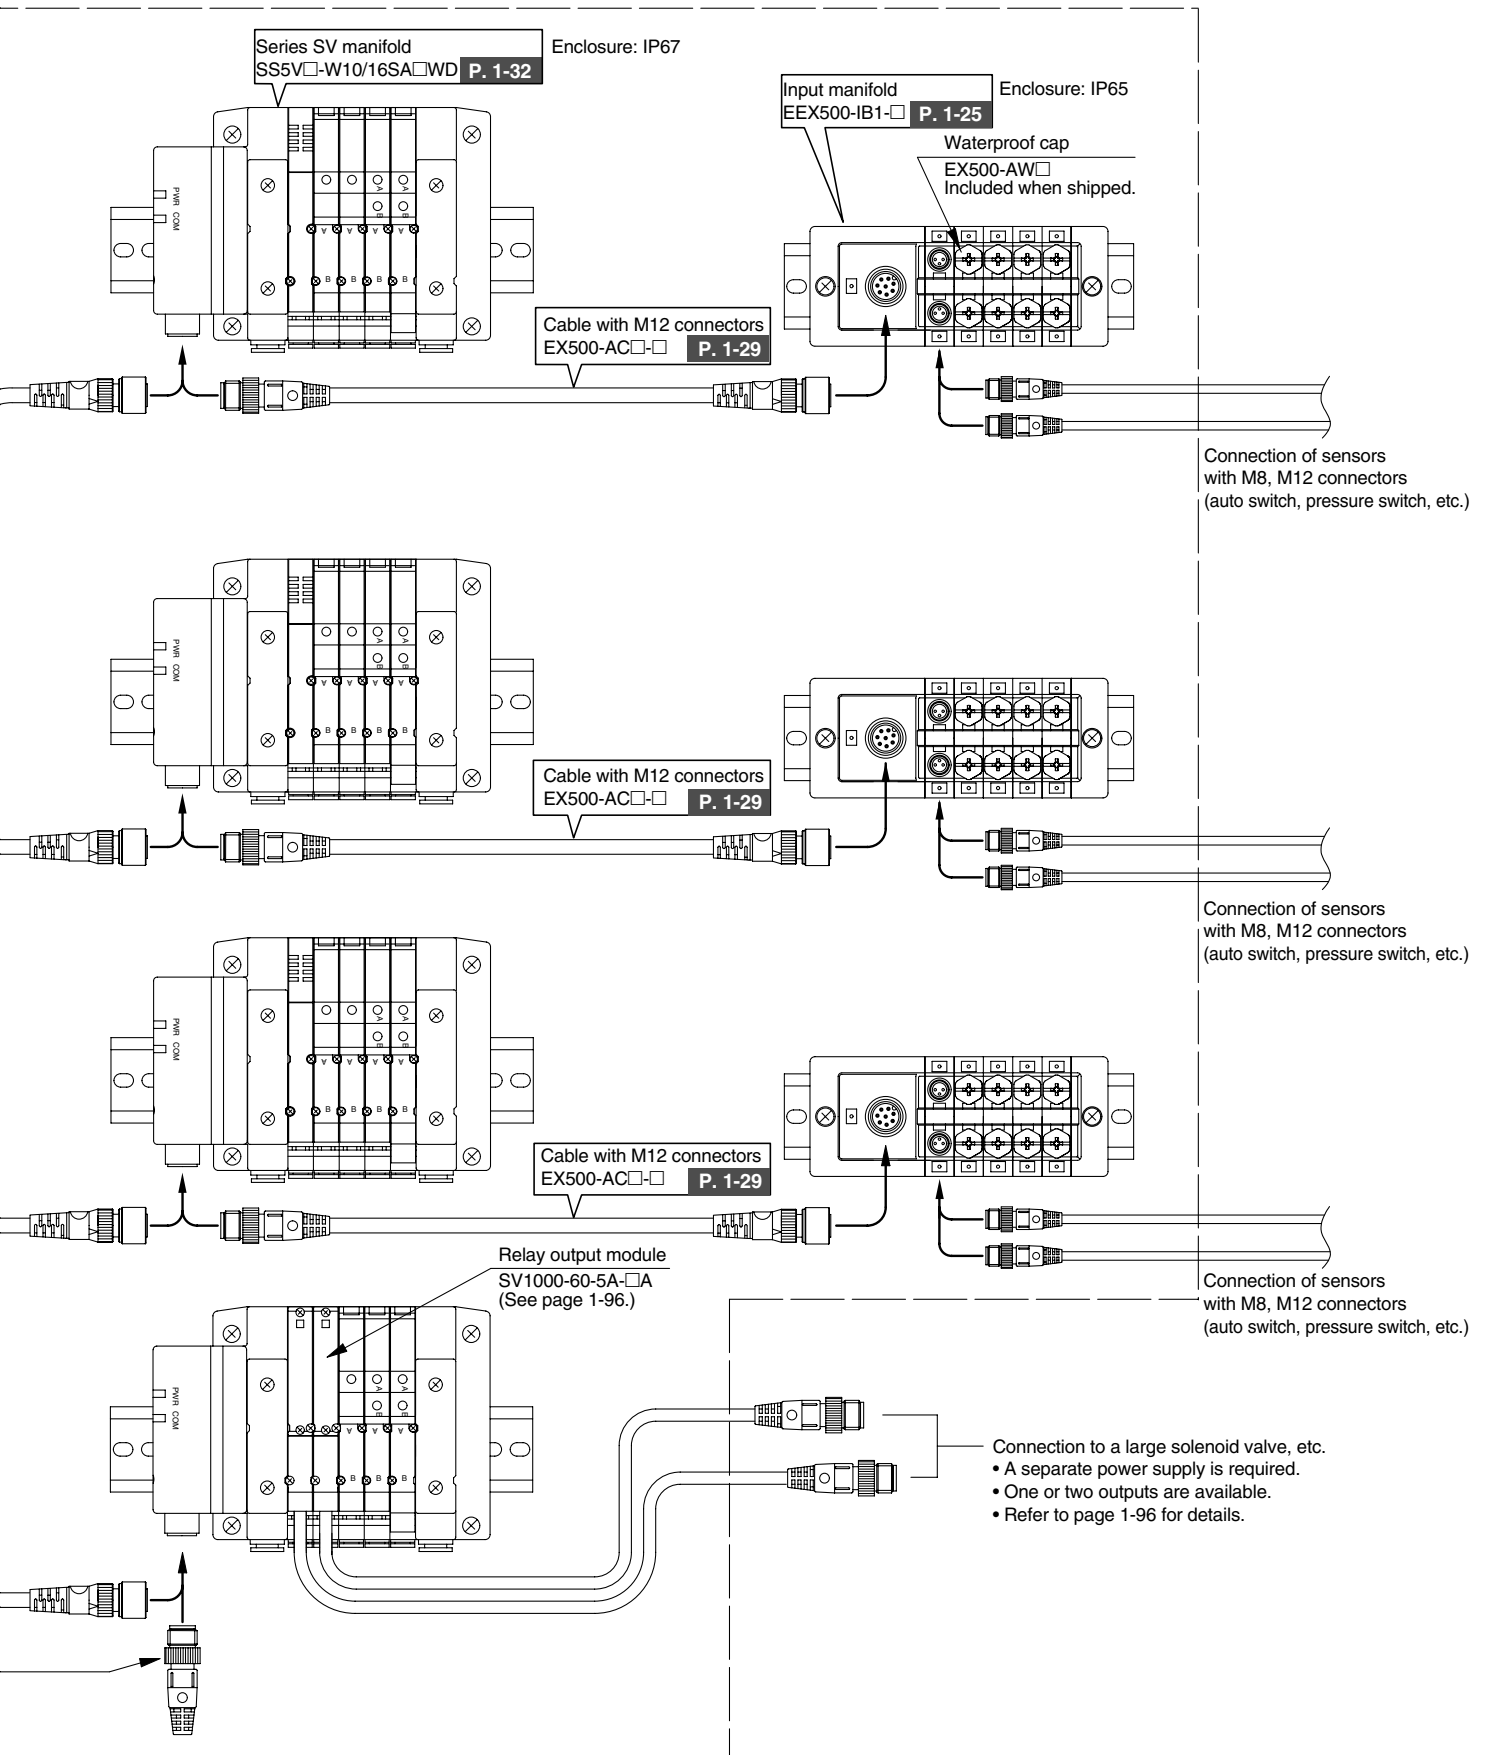 Series SV manifold
SS5V□-W10/16SA□WD P. 1-32
Enclosure: IP67
Input manifold
EEX500-IB1-□ P. 1-25
Enclosure: IP65
Waterproof cap
EX500-AW□
Included when shipped.
PWR COM
A A
B B
A A A A
B B B B
Cable with M12 connectors
EX500-AC□-□ P. 1-29
Connection of sensors
with M8, M12 connectors
(auto switch, pressure switch, etc.)
PWR COM
A A
B B
A A A A
B B B B
Cable with M12 connectors
EX500-AC□-□ P. 1-29
Connection of sensors
with M8, M12 connectors
(auto switch, pressure switch, etc.)
PWR COM
A A
B B
A A A A
B B B B
Cable with M12 connectors
EX500-AC□-□ P. 1-29
Relay output module
SV1000-60-5A-□A
(See page 1-96.)
Connection of sensors
with M8, M12 connectors
(auto switch, pressure switch, etc.)
PWR COM
A A
B B
A A A
B B B
Connection to a large solenoid valve, etc.
• A separate power supply is required.
• One or two outputs are available.
• Refer to page 1-96 for details.